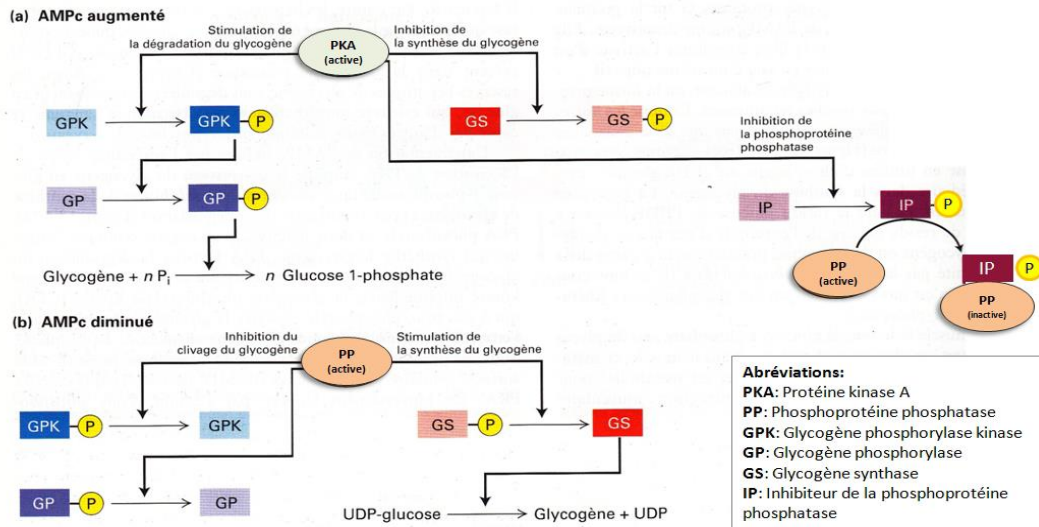 (a) AMPc augmenté
Stimulation de
la dégradation du glycogène
PKA
(active)
Inhibition de
la synthèse du glycogène
GPK
GPK
P
GS
GS
P
Inhibition de
la phosphoprotéine
phosphatase
GP
GP
P
IP
IP
P
Glycogène + n Pi
n Glucose 1-phosphate
PP
(active)
IP
P
PP
(inactive)
(b) AMPc diminué
Inhibition du
clivage du glycogène
PP
(active)
Stimulation de
la synthèse du glycogène
GPK
P
GPK
GS
P
GS
GP
P
GP
UDP-glucose
Glycogène + UDP
Abréviations:
PKA: Protéine kinase A
PP: Phosphoprotéine phosphatase
GPK: Glycogène phosphorylase kinase
GP: Glycogène phosphorylase
GS: Glycogène synthase
IP: Inhibiteur de la phosphoprotéine
phosphatase